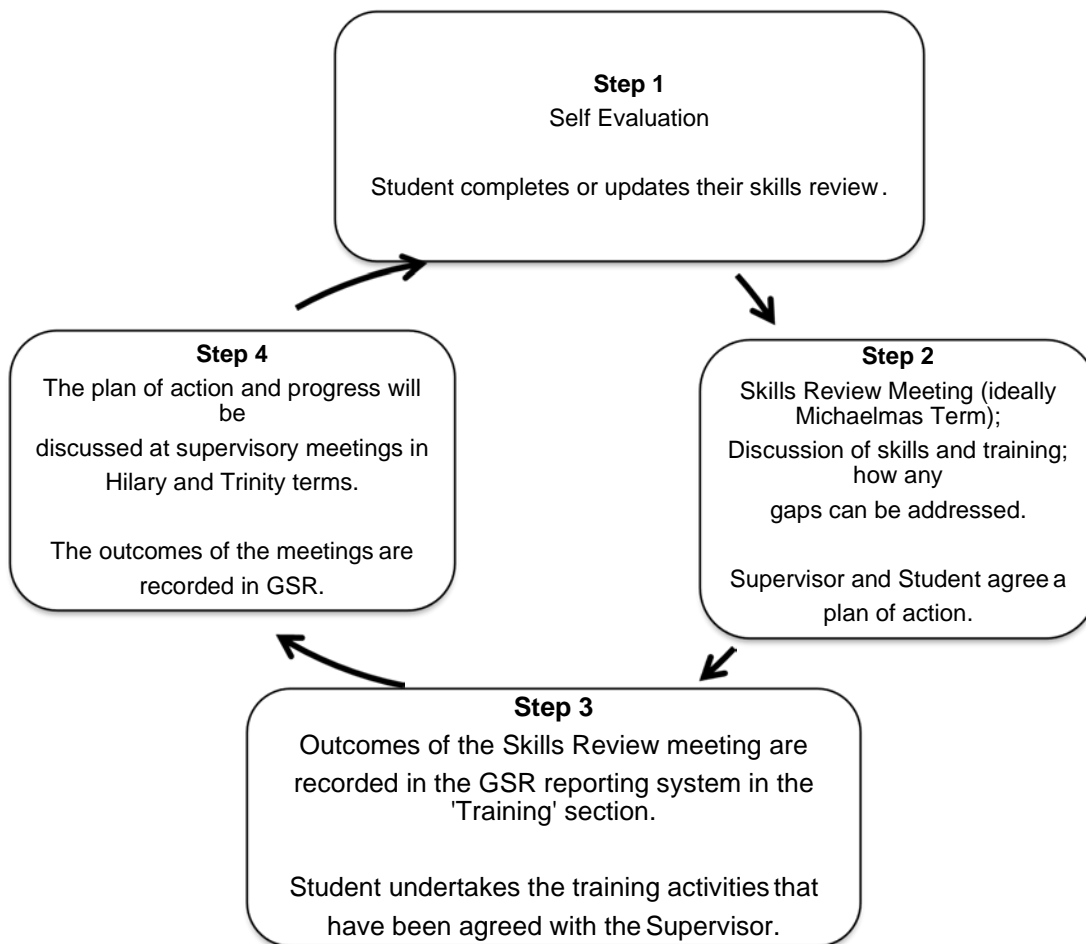 Step 1
Self Evaluation
Student completes or updates their skills review.
Step 2
Skills Review Meeting (ideally
Michaelmas Term);
Discussion of skills and training;
how any
gaps can be addressed.
Supervisor and Student agree a
plan of action.
Step 3
Outcomes of the Skills Review meeting are
recorded in the GSR reporting system in the
'Training' section.
Student undertakes the training activities that
have been agreed with the Supervisor.
Step 4
The plan of action and progress will
be
discussed at supervisory meetings in
Hilary and Trinity terms.
The outcomes of the meetings are
recorded in GSR.